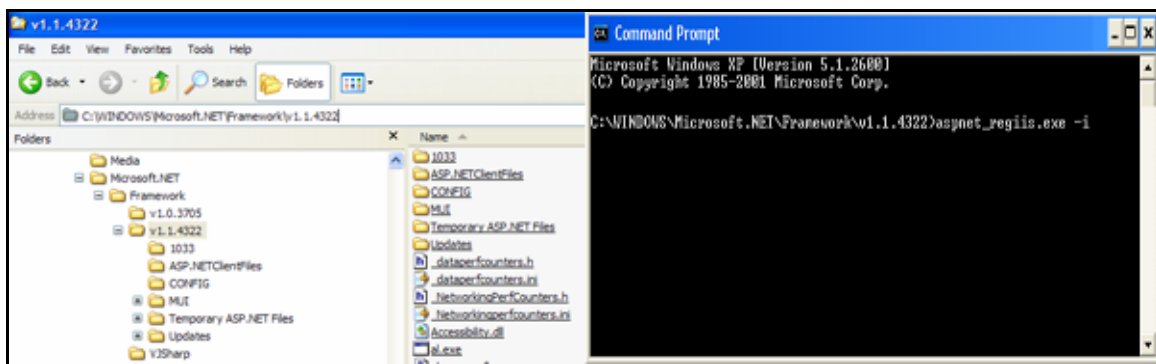 v1.1.4322
File Edit View Favorites Tools Help
Back Search Folders
Address C:\WINDOWS\Microsoft.NET\Framework\v1.1.4322
Folders
Media
Microsoft.NET
Framework
v1.0.3705
v1.1.4322
1033
ASP.NETClientFiles
CONFIG
MUI
Temporary ASP.NET Files
Updates
VJSharp
Name
1033
ASP.NETClientFiles
CONFIG
MUI
Temporary ASP.NET Files
Updates
_dataperfcounters.h
_dataperfcounters.ini
_NetworkingPerfCounters.h
_Networkingperfcounters.ini
Accessibility.dll
al.exe
Command Prompt
Microsoft Windows XP [Version 5.1.2600]
(C) Copyright 1985-2001 Microsoft Corp.
C:\WINDOWS\Microsoft.NET\Framework\v1.1.4322>aspnet_regiis.exe -i